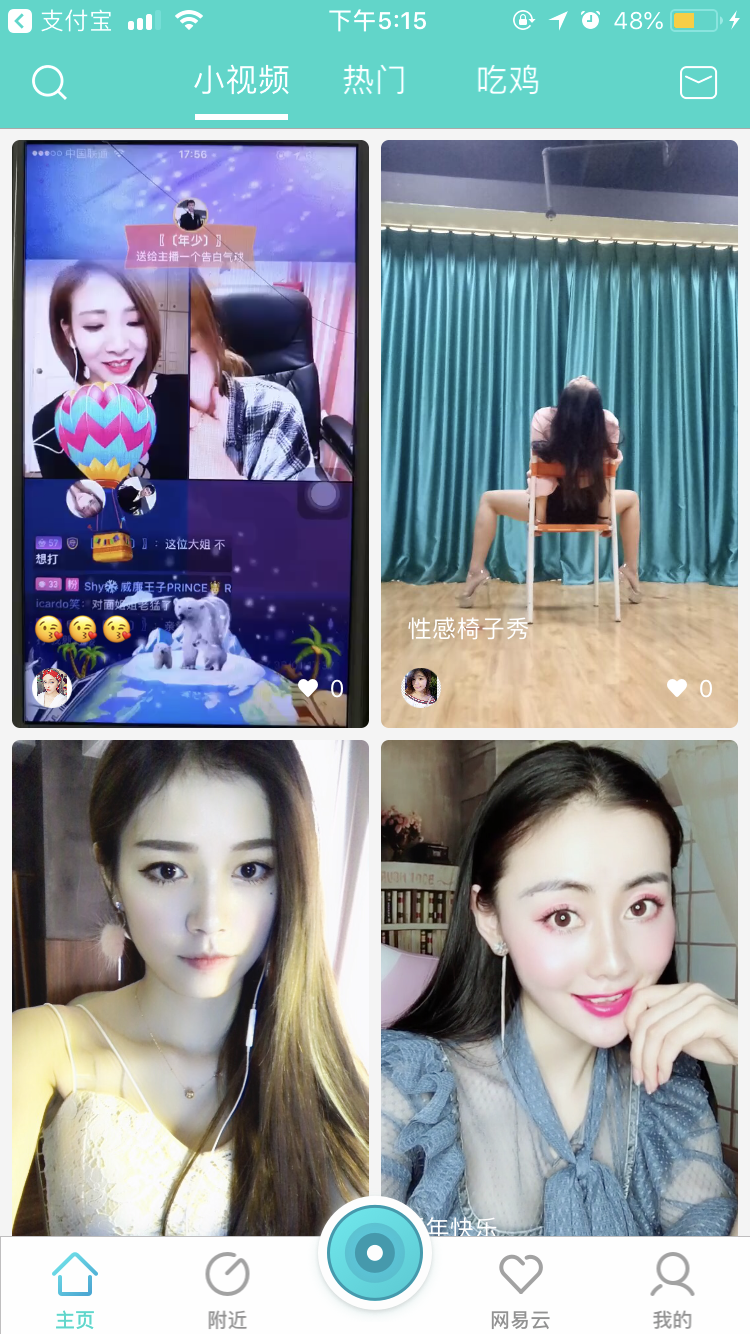 支付宝
下午5:15
48%
小视频
热门
吃鸡
中国联通
17:56
〖〔年少〕〗
送给主播一个告白气球
57
〗：这位大姐 不
想打
33 粉 Shy❄威廉王子PRINCE👑R
icardo笑：对面姐姐老猛了
0
性感椅子秀
0
年快乐
主页
附近
网易云
我的